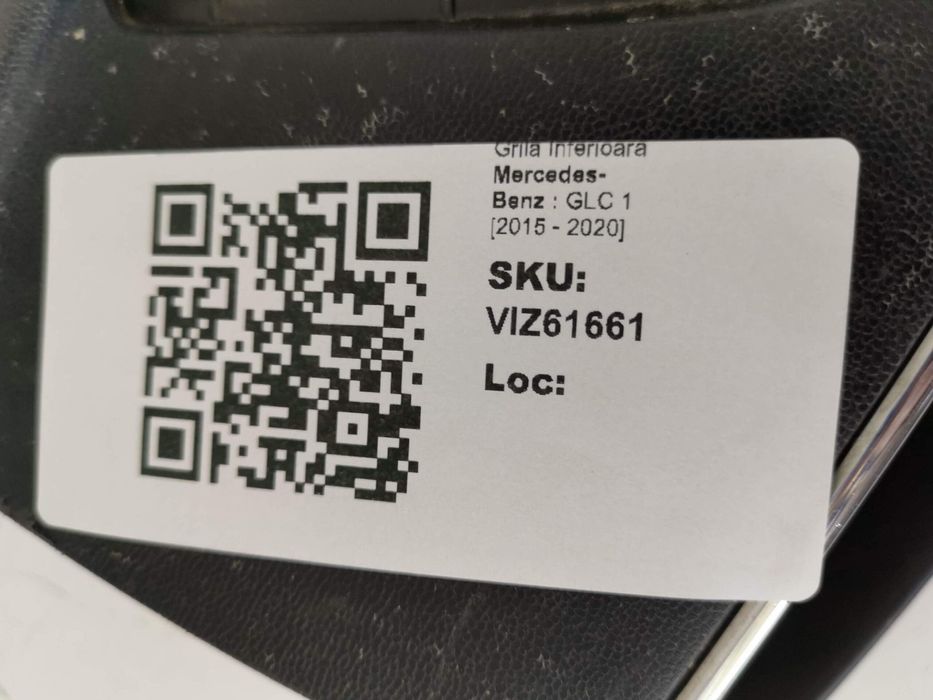 Grila Inferioara
Mercedes-
Benz : GLC 1
[2015 - 2020]
SKU:
VIZ61661
Loc: